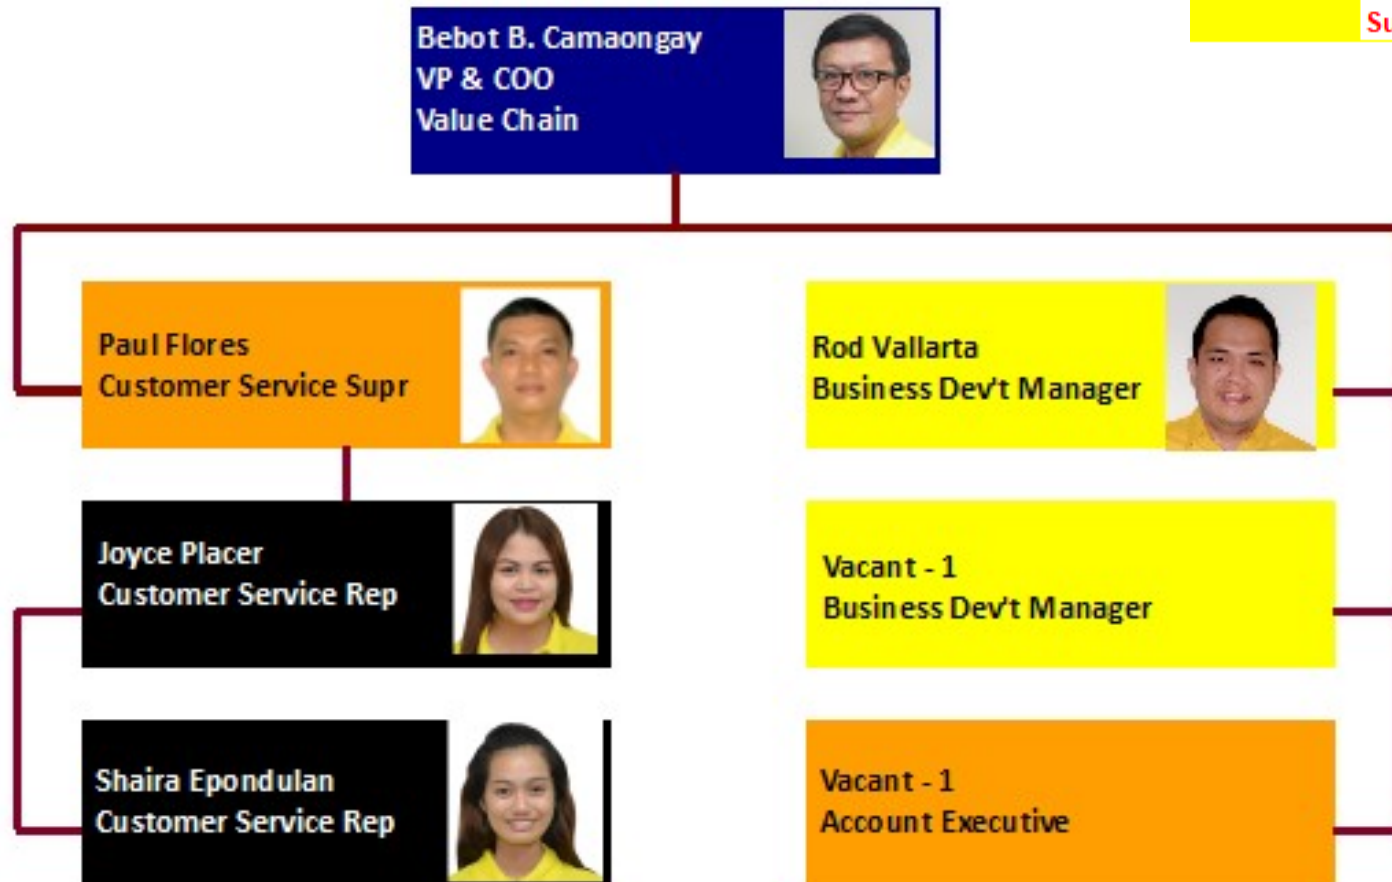 Bebot B. Camaongay
VP & COO
Value Chain
Paul Flores
Customer Service Supr
Rod Vallarta
Business Dev't Manager
Joyce Placer
Customer Service Rep
Vacant - 1
Business Dev't Manager
Shaira Epondulan
Customer Service Rep
Vacant - 1
Account Executive